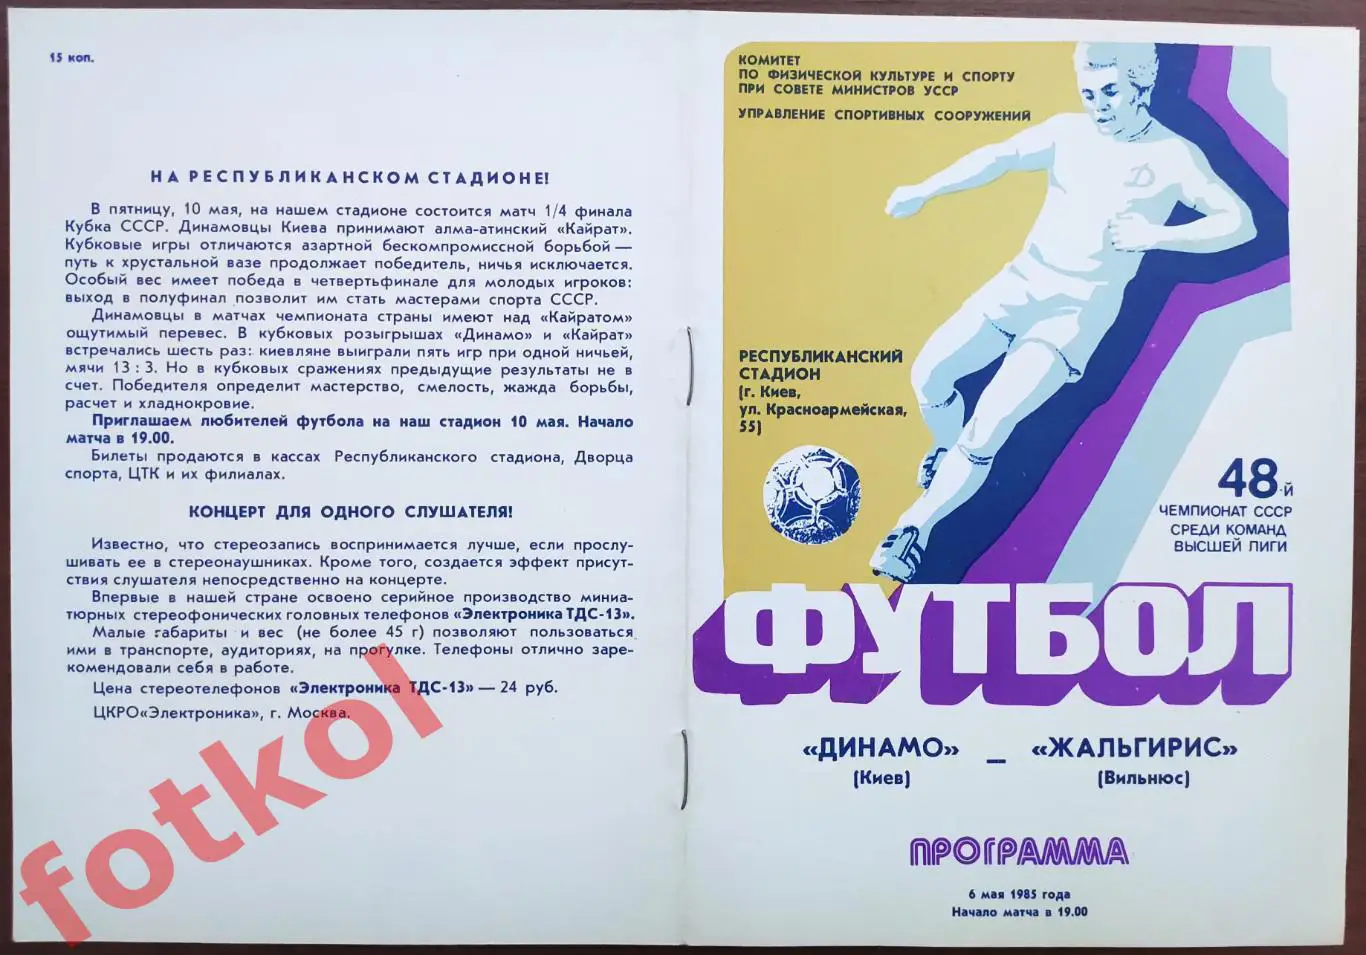 15 коп.
НА РЕСПУБЛИКАНСКОМ СТАДИОНЕ!
В пятницу, 10 мая, на нашем стадионе состоится матч 1/4 финала
Кубка СССР. Динамовцы Киева принимают алма-атинский «Кайрат».
Кубковые игры отличаются азартной бескомпромиссной борьбой —
путь к хрустальной вазе продолжает победитель, ничья исключается.
Особый вес имеет победа в четвертьфинале для молодых игроков:
выход в полуфинал позволит им стать мастерами спорта СССР.
Динамовцы в матчах чемпионата страны имеют над «Кайратом»
ощутимый перевес. В кубковых розыгрышах «Динамо» и «Кайрат»
встречались шесть раз: киевляне выиграли пять игр при одной ничьей,
мячи 13 : 3. Но в кубковых сражениях предыдущие результаты не в
счет. Победителя определит мастерство, смелость, жажда борьбы,
расчет и хладнокровие.
Приглашаем любителей футбола на наш стадион 10 мая. Начало
матча в 19.00.
Билеты продаются в кассах Республиканского стадиона, Дворца
спорта, ЦТК и их филиалах.
КОНЦЕРТ ДЛЯ ОДНОГО СЛУШАТЕЛЯ!
Известно, что стереозапись воспринимается лучше, если прослу-
шивать ее в стереонаушниках. Кроме того, создается эффект присут-
ствия слушателя непосредственно на концерте.
Впервые в нашей стране освоено серийное производство миниа-
тюрных стереофонических головных телефонов «Электроника ТДС-13».
Малые габариты и вес (не более 45 г) позволяют пользоваться
ими в транспорте, аудиториях, на прогулке. Телефоны отлично заре-
комендовали себя в работе.
Цена стереотелефонов «Электроника ТДС-13» — 24 руб.
ЦКРО«Электроника», г. Москва.
fotkol
КОМИТЕТ
ПО ФИЗИЧЕСКОЙ КУЛЬТУРЕ И СПОРТУ
ПРИ СОВЕТЕ МИНИСТРОВ УССР
УПРАВЛЕНИЕ СПОРТИВНЫХ СООРУЖЕНИЙ
Д
РЕСПУБЛИКАНСКИЙ
СТАДИОН
(г. Киев,
ул. Красноармейская,
55)
48-й
ЧЕМПИОНАТ СССР
СРЕДИ КОМАНД
ВЫСШЕЙ ЛИГИ
ФУТБОЛ
«ДИНАМО» — «ЖАЛЬГИРИС»
(Киев) (Вильнюс)
ПРОГРАММА
6 мая 1985 года
Начало матча в 19.00